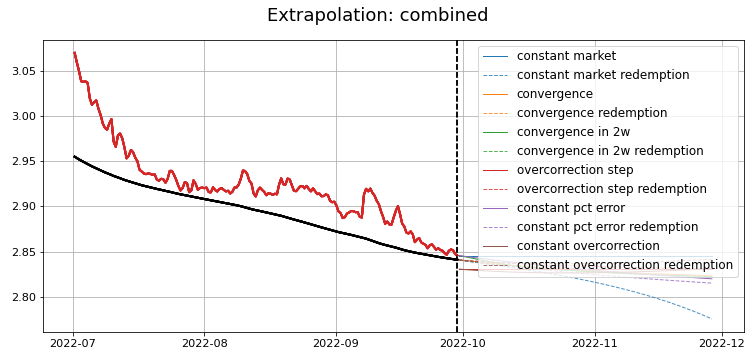 Extrapolation: combined
3.05
3.00
2.95
2.90
2.85
2.80
constant market
constant market redemption
convergence
convergence redemption
convergence in 2w
convergence in 2w redemption
overcorrection step
overcorrection step redemption
constant pct error
constant pct error redemption
constant overcorrection
constant overcorrection redemption
2022-07 2022-08 2022-09 2022-10 2022-11 2022-12